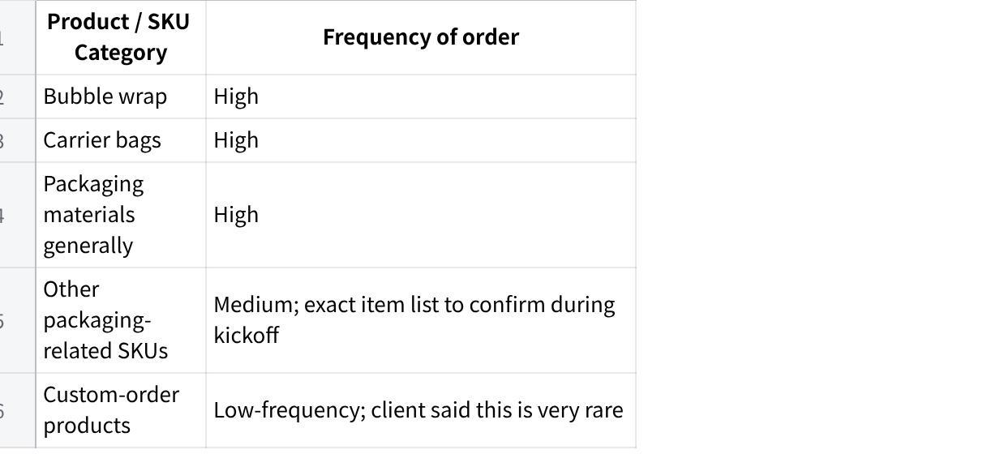 1
Product / SKU
Category
Frequency of order
2
Bubble wrap
High
3
Carrier bags
High
4
Packaging
materials
generally
High
5
Other
packaging-
related SKUs
Medium; exact item list to confirm during
kickoff
6
Custom-order
products
Low-frequency; client said this is very rare